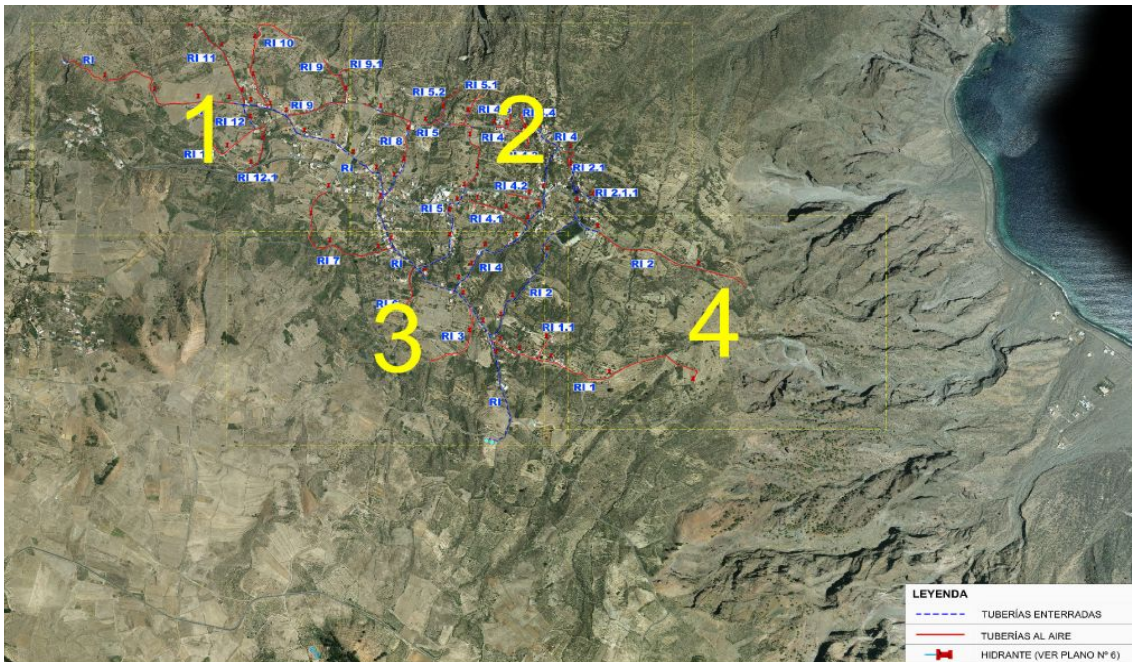 RI 10
RI
RI 11
RI 9
RI 9.1
RI 5.1
RI 5.2
RI 9
1
2
RI 12
RI 5
RI 4
RI 4
RI 8
RI
RI 12.1
RI 2.1
RI 4.2
RI 2.1.1
RI 5
RI 4.1
RI 7
RI
RI 4
RI 2
RI 2
3
4
RI 3
RI 1.1
RI 1
RI
LEYENDA
TUBERÍAS ENTERRADAS
TUBERÍAS AL AIRE
HIDRANTE (VER PLANO Nº 6)